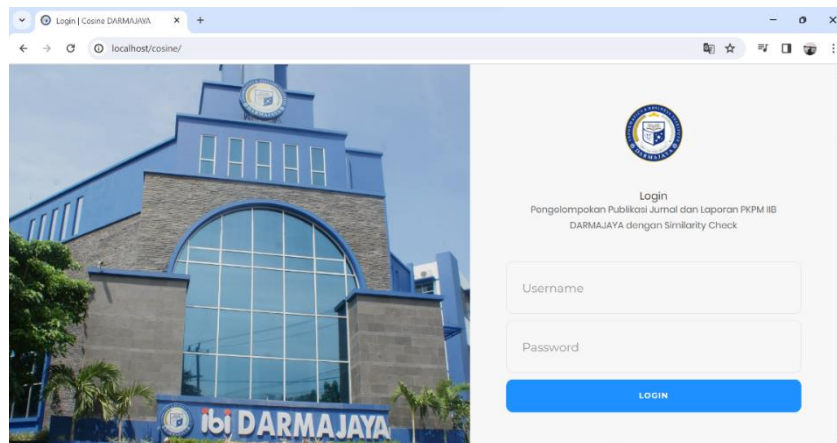 Login | Cosine DARMAJAYA
localhost/cosine/
ibi DARMAJAYA
DARMAJAYA
Login
Pengelompokan Publikasi Jurnal dan Laporan PKPM IIB
DARMAJAYA dengan Similarity Check
Username
Password
LOGIN